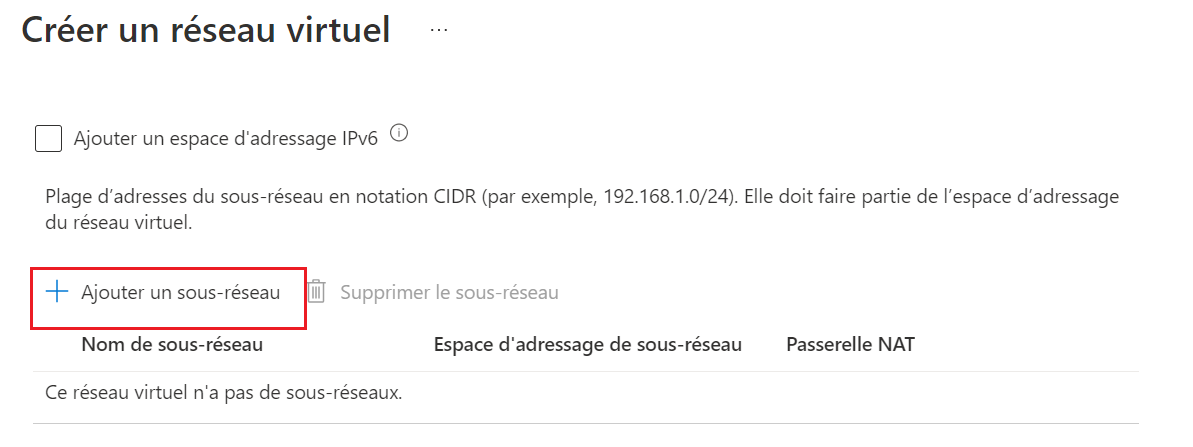 Créer un réseau virtuel ...
Ajouter un espace d'adressage IPv6
Plage d’adresses du sous-réseau en notation CIDR (par exemple, 192.168.1.0/24). Elle doit faire partie de l’espace d’adressage
du réseau virtuel.
Ajouter un sous-réseau Supprimer le sous-réseau
Nom de sous-réseau Espace d'adressage de sous-réseau Passerelle NAT
Ce réseau virtuel n'a pas de sous-réseaux.